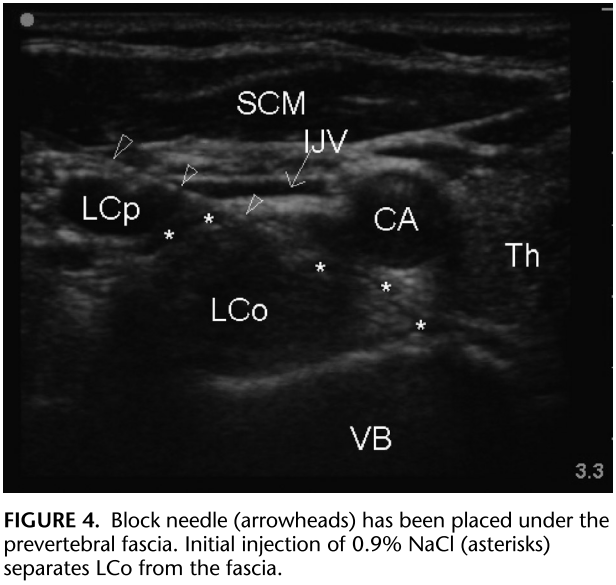 SCM
IJV
LCp
CA
*
*
Th
*
*
LCo
*
VB
3.3
FIGURE 4. Block needle (arrowheads) has been placed under the
prevertebral fascia. Initial injection of 0.9% NaCl (asterisks)
separates LCo from the fascia.